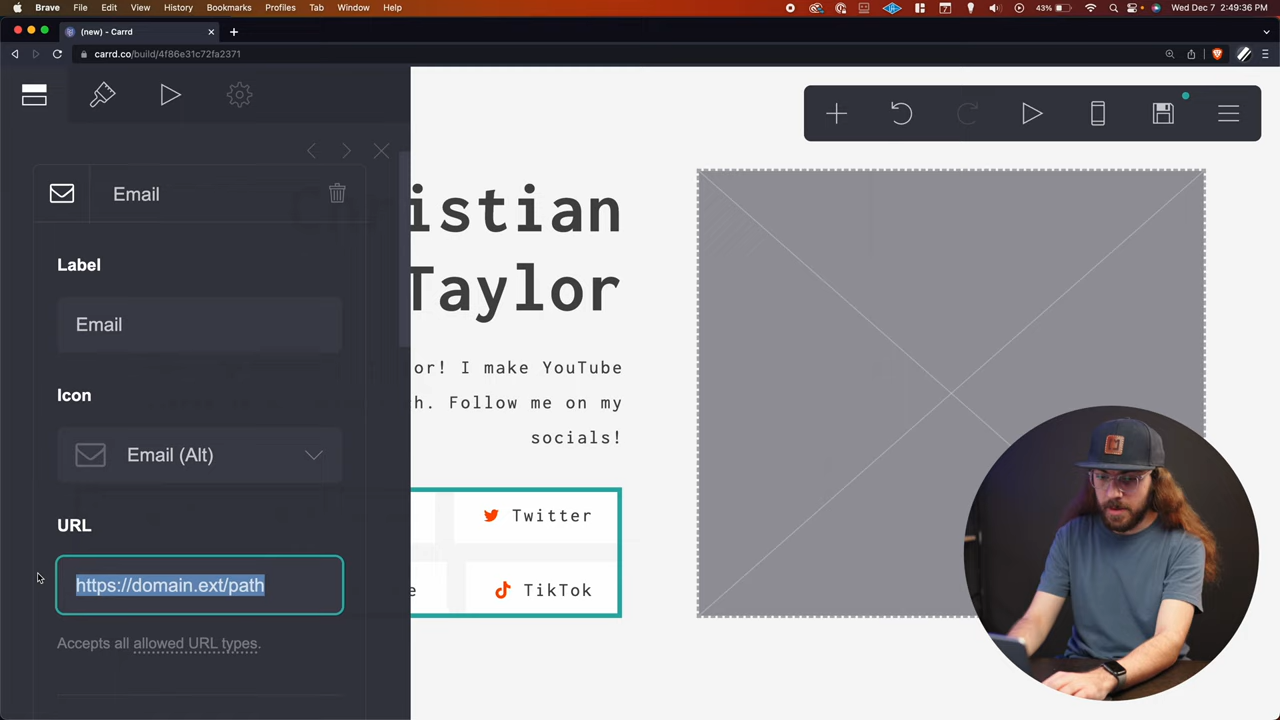 Brave File Edit View History Bookmarks Profiles Tab Window Help
43% Wed Dec 7 2:49:36 PM
(new) - Carrd
carrd.co/build/4f86e31c72fa2371
Email
Label
Email
Icon
Email (Alt)
URL
https://domain.ext/path
Accepts all allowed URL types.
istian
Taylor
or! I make YouTube
h. Follow me on my
socials!
Twitter
e TikTok